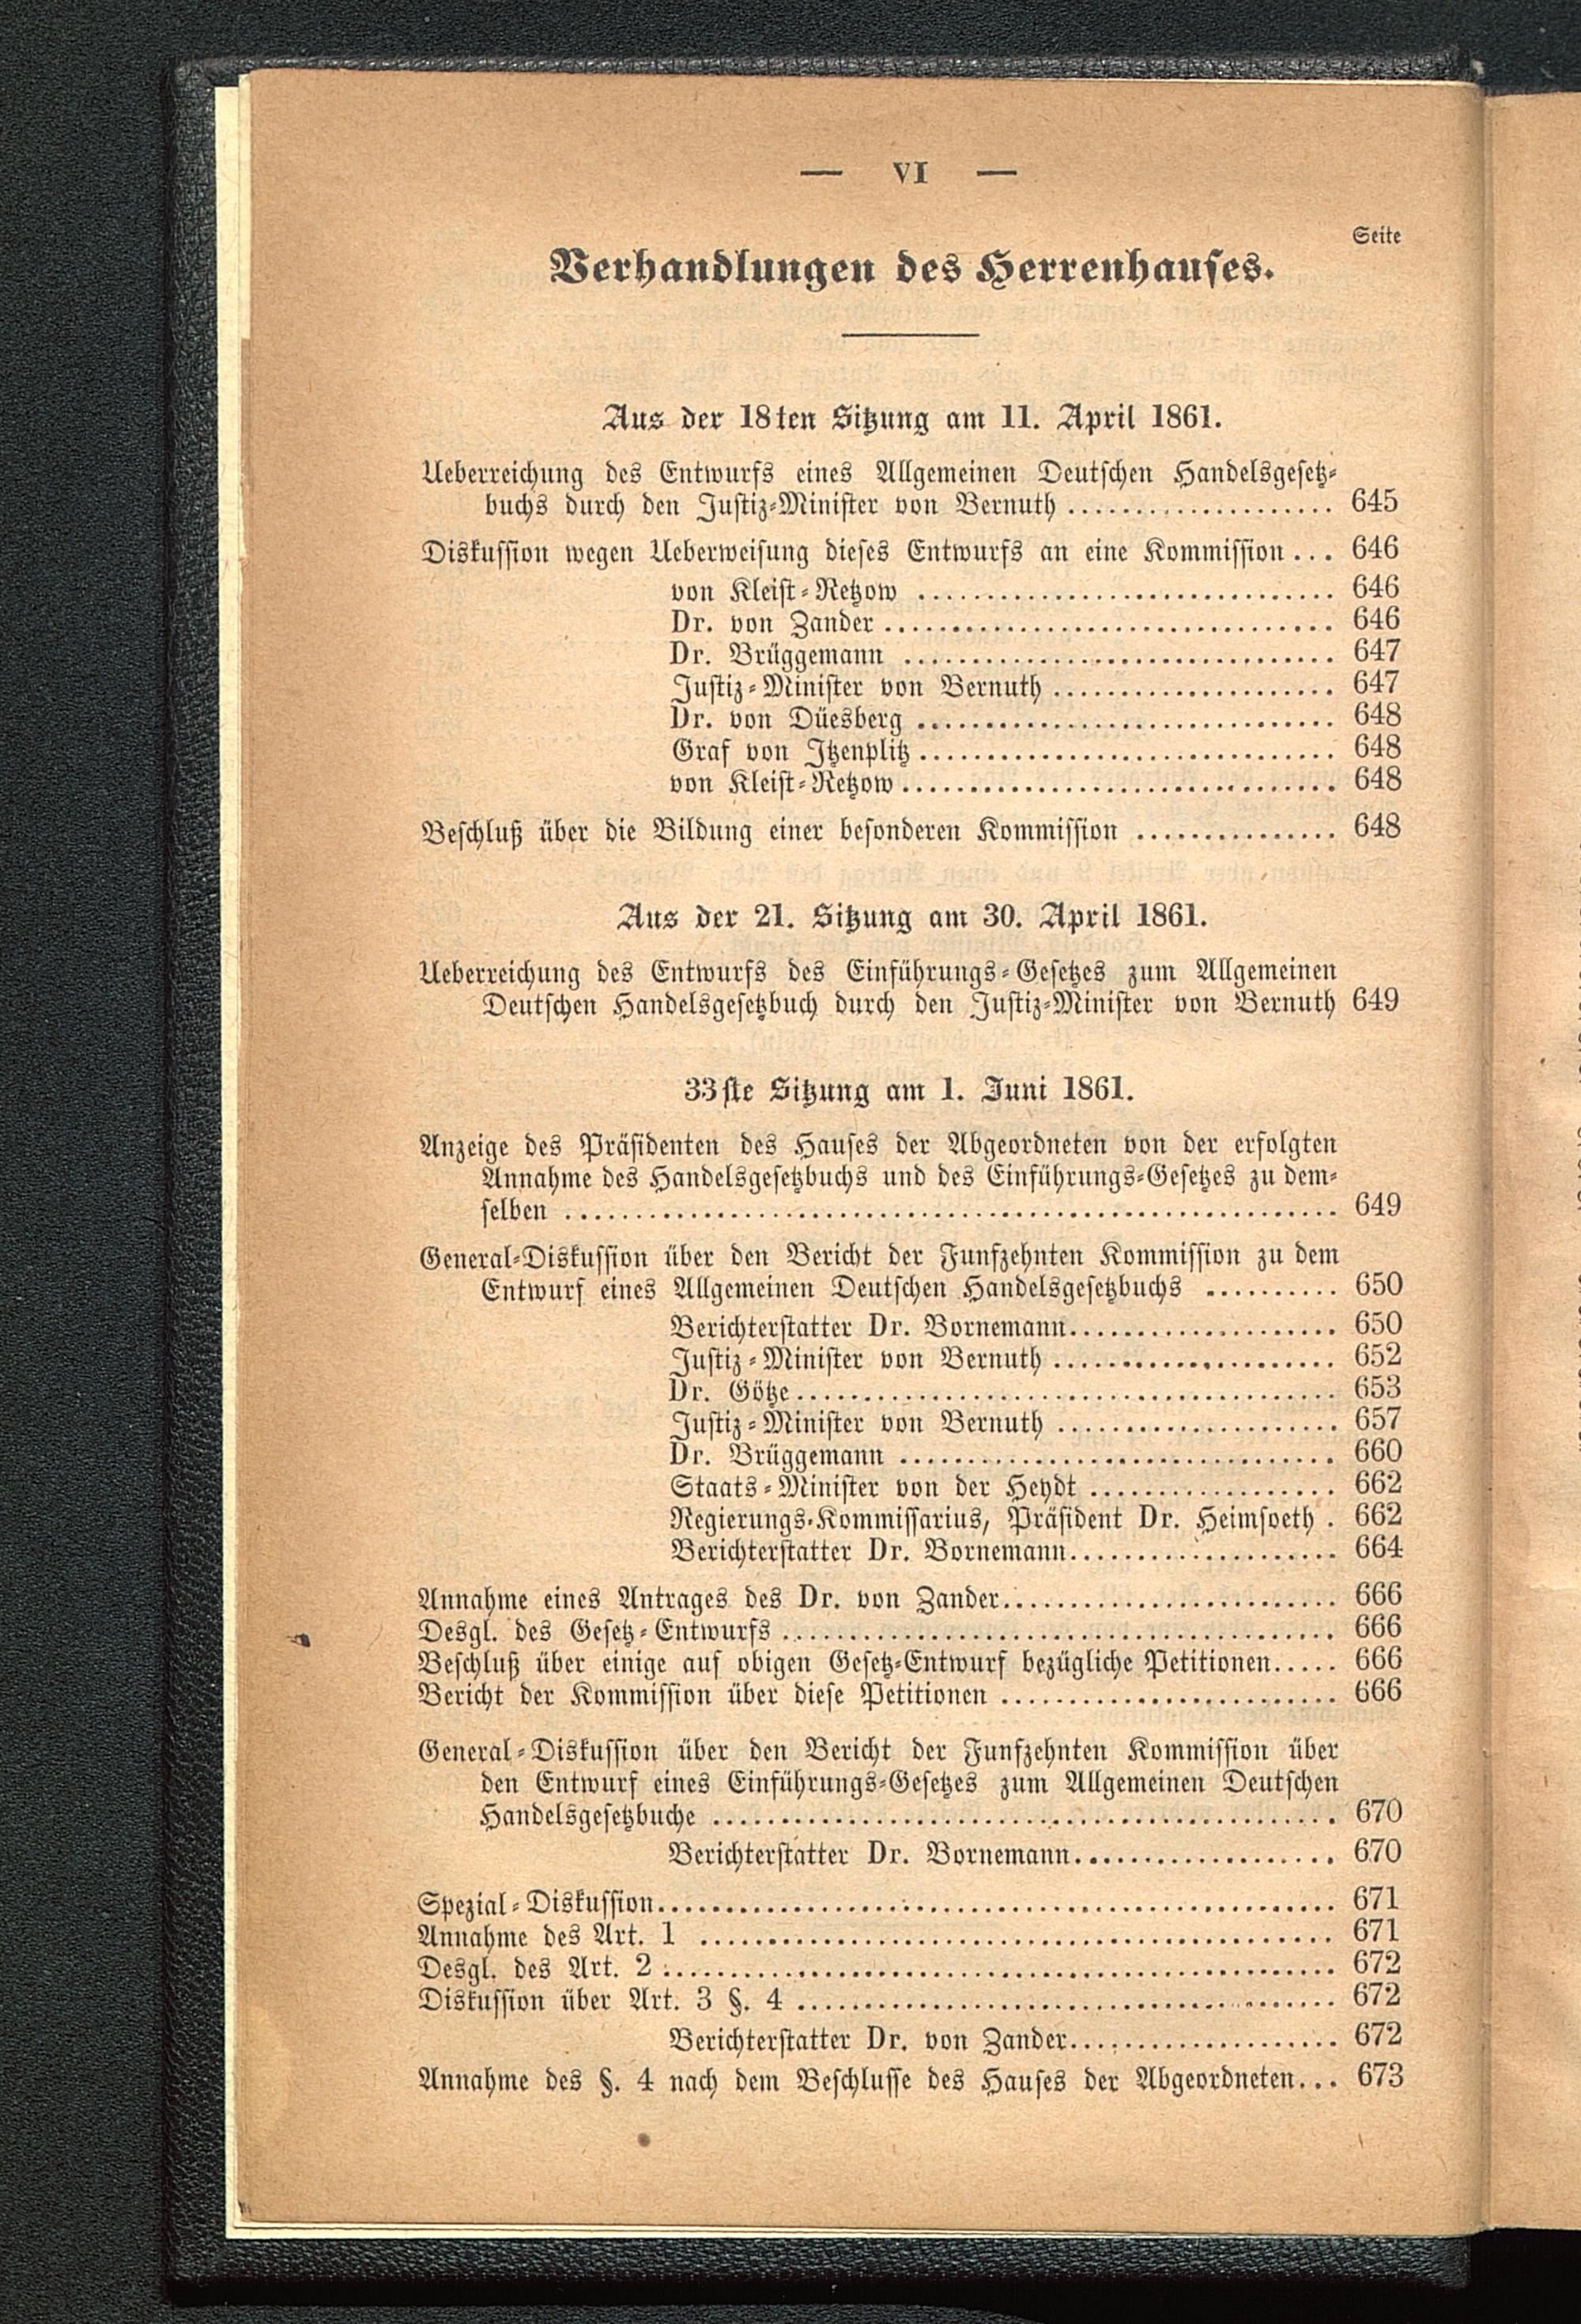 — VI —
Seite
Verhandlungen des Herrenhauses.
Aus der 18ten Sitzung am 11. April 1861.
Ueberreichung des Entwurfs eines Allgemeinen Deutschen Handelsgesetz-
buchs durch den Justiz-Minister von Bernuth .................... 645
Diskussion wegen Ueberweisung dieses Entwurfs an eine Kommission... 646
von Kleist-Retzow ............................... 646
Dr. von Zander .................................. 646
Dr. Brüggemann ................................ 647
Justiz-Minister von Bernuth ..................... 647
Dr. von Düesberg ............................... 648
Graf von Itzenplitz ............................... 648
von Kleist-Retzow ................................ 648
Beschluß über die Bildung einer besonderen Kommission ............... 648
Aus der 21. Sitzung am 30. April 1861.
Ueberreichung des Entwurfs des Einführungs-Gesetzes zum Allgemeinen
Deutschen Handelsgesetzbuch durch den Justiz-Minister von Bernuth 649
33ste Sitzung am 1. Juni 1861.
Anzeige des Präsidenten des Hauses der Abgeordneten von der erfolgten
Annahme des Handelsgesetzbuchs und des Einführungs-Gesetzes zu dem-
selben .......................................................... 649
General-Diskussion über den Bericht der Funfzehnten Kommission zu dem
Entwurf eines Allgemeinen Deutschen Handelsgesetzbuchs .......... 650
Berichterstatter Dr. Bornemann.................... 650
Justiz-Minister von Bernuth ..................... 652
Dr. Götze........................................ 653
Justiz-Minister von Bernuth ..................... 657
Dr. Brüggemann ................................ 660
Staats-Minister von der Heydt ................... 662
Regierungs-Kommissarius, Präsident Dr. Heimsoeth . 662
Berichterstatter Dr. Bornemann.................... 664
Annahme eines Antrages des Dr. von Zander......................... 666
Desgl. des Gesetz-Entwurfs ......................................... 666
Beschluß über einige auf obigen Gesetz-Entwurf bezügliche Petitionen..... 666
Bericht der Kommission über diese Petitionen ......................... 666
General-Diskussion über den Bericht der Funfzehnten Kommission über
den Entwurf eines Einführungs-Gesetzes zum Allgemeinen Deutschen
Handelsgesetzbuche ............................................... 670
Berichterstatter Dr. Bornemann.................... 670
Spezial-Diskussion................................................... 671
Annahme des Art. 1 ................................................ 671
Desgl. des Art. 2 ................................................... 672
Diskussion über Art. 3 §. 4 ........................................ 672
Berichterstatter Dr. von Zander.................... 672
Annahme des §. 4 nach dem Beschlusse des Hauses der Abgeordneten... 673